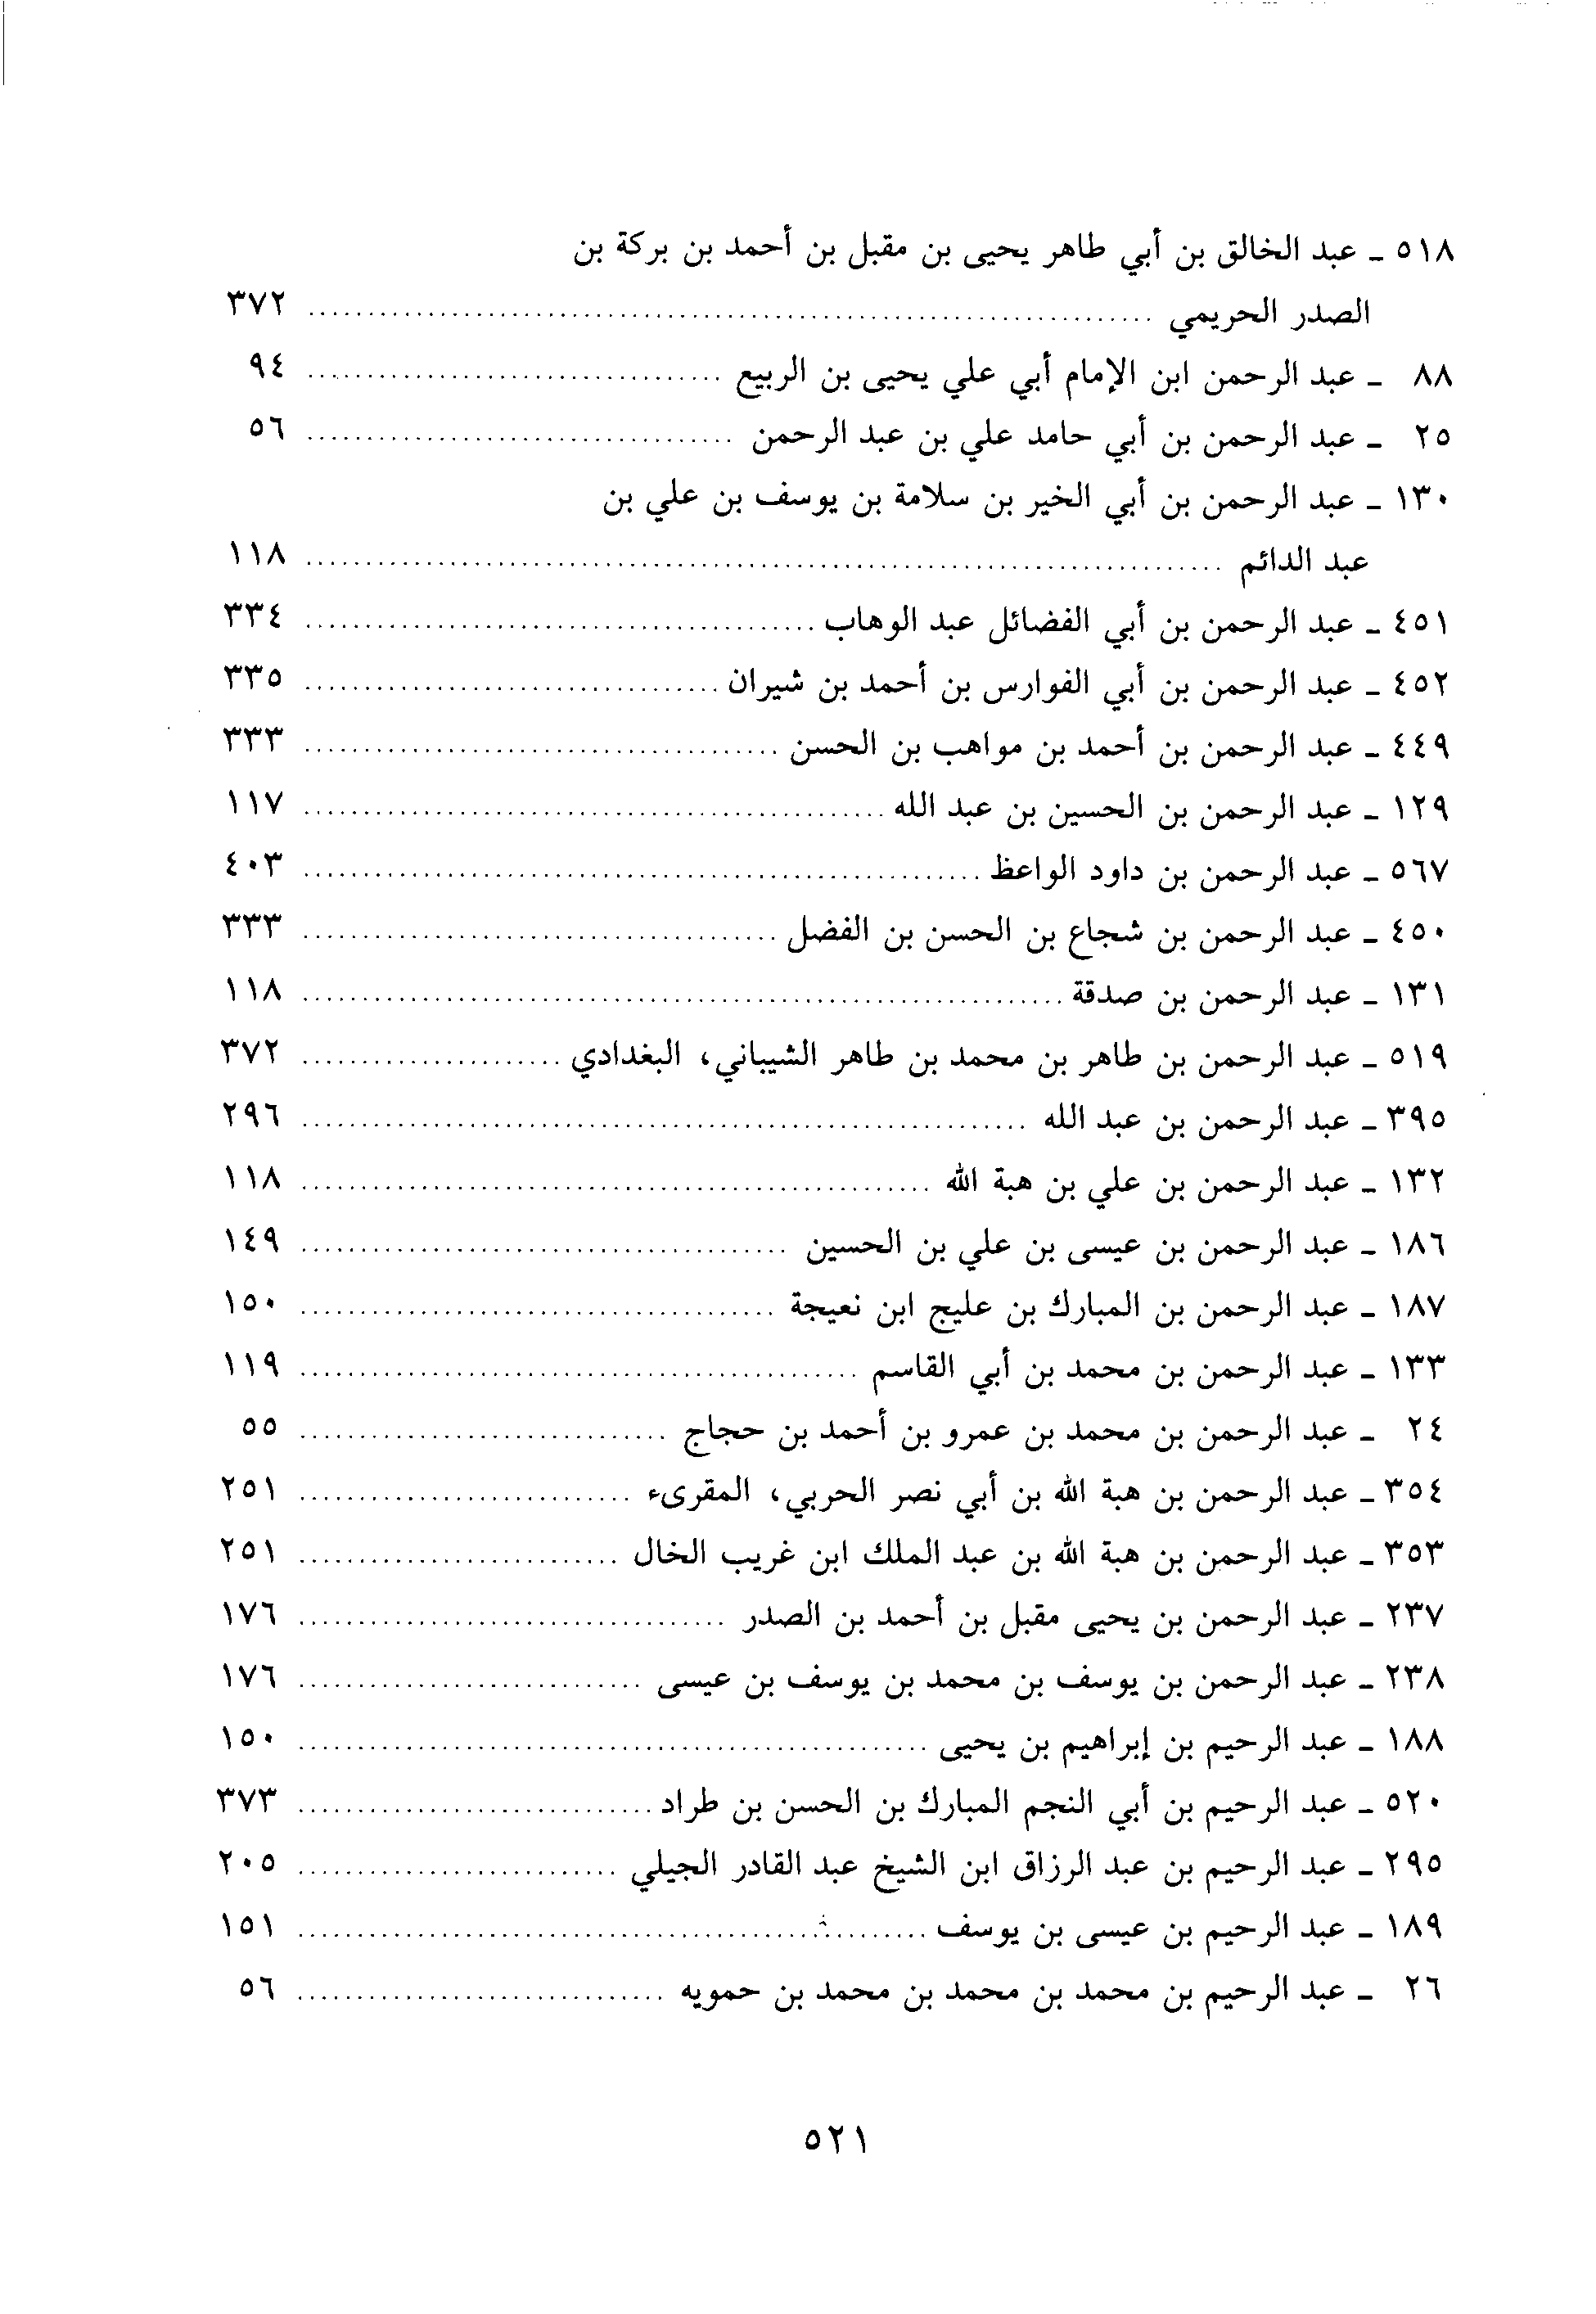 ٥١٨ ـ عبد الخالق بن أبي طاهر يحيى بن مقبل بن أحمد بن بركة بن
الصدر الحريمي ........ ٣٧٢
٨٨ ـ عبد الرحمن ابن الإمام أبي علي يحيى بن الربيع ........ ٩٤
٢٥ ـ عبد الرحمن بن أبي حامد علي بن عبد الرحمن ........ ٥٦
١٣٠ ـ عبد الرحمن بن أبي الخير بن سلامة بن يوسف بن علي بن
عبد الدائم ........ ١١٨
٤٥١ ـ عبد الرحمن بن أبي الفضائل عبد الوهاب ........ ٣٣٤
٤٥٢ ـ عبد الرحمن بن أبي الفوارس بن أحمد بن شيران ........ ٣٣٥
٤٤٩ ـ عبد الرحمن بن أحمد بن مواهب بن الحسن ........ ٣٣٣
١٢٩ ـ عبد الرحمن بن الحسين بن عبد الله ........ ١١٧
٥٦٧ ـ عبد الرحمن بن داود الواعظ ........ ٤٠٣
٤٥٠ ـ عبد الرحمن بن شجاع بن الحسن بن الفضل ........ ٣٣٣
١٣١ ـ عبد الرحمن بن صدقة ........ ١١٨
٥١٩ ـ عبد الرحمن بن طاهر بن محمد بن طاهر الشيباني، البغدادي ........ ٣٧٢
٣٩٥ ـ عبد الرحمن بن عبد الله ........ ٢٩٦
١٣٢ ـ عبد الرحمن بن علي بن هبة الله ........ ١١٨
١٨٦ ـ عبد الرحمن بن عيسى بن علي بن الحسين ........ ١٤٩
١٨٧ ـ عبد الرحمن بن المبارك بن عليج ابن نعيجة ........ ١٥٠
١٣٣ ـ عبد الرحمن بن محمد بن أبي القاسم ........ ١١٩
٢٤ ـ عبد الرحمن بن محمد بن عمرو بن أحمد بن حجاج ........ ٥٥
٣٥٤ ـ عبد الرحمن بن هبة الله بن أبي نصر الحربي، المقرىء ........ ٢٥١
٣٥٣ ـ عبد الرحمن بن هبة الله بن عبد الملك ابن غريب الخال ........ ٢٥١
٢٣٧ ـ عبد الرحمن بن يحيى مقبل بن أحمد بن الصدر ........ ١٧٦
٢٣٨ ـ عبد الرحمن بن يوسف بن محمد بن يوسف بن عيسى ........ ١٧٦
١٨٨ ـ عبد الرحيم بن إبراهيم بن يحيى ........ ١٥٠
٥٢٠ ـ عبد الرحيم بن أبي النجم المبارك بن الحسن بن طراد ........ ٣٧٣
٢٩٥ ـ عبد الرحيم بن عبد الرزاق ابن الشيخ عبد القادر الجيلي ........ ٢٠٥
١٨٩ ـ عبد الرحيم بن عيسى بن يوسف ........ ١٥١
٢٦ ـ عبد الرحيم بن محمد بن محمد بن محمد بن حمويه ........ ٥٦
٥٢١